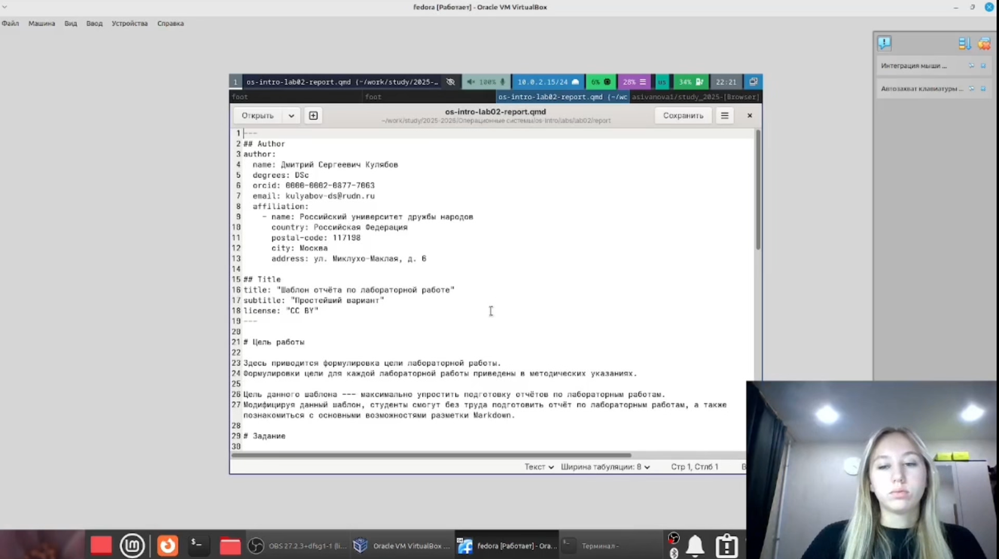 fedora [Работает] - Oracle VM VirtualBox
Файл Машина Вид Ввод Устройства Справка
Интеграция мыши ...
Автозахват клавиатуры ...
1 os-intro-lab02-report.qmd (~/work/study/2025-… 100% 10.0.2.15/24 6% 28% us 34% 22:21
foot foot os-intro-lab02-report.qmd (~/wc asivanova1/study_2025-[Browser]
Открыть os-intro-lab02-report.qmd Сохранить
~/work/study/2025-2026/Операционные системы/os-intro/labs/lab02/report
1 ---
2 ## Author
3 author:
4 name: Дмитрий Сергеевич Кулябов
5 degrees: DSc
6 orcid: 0000-0002-0877-7063
7 email: kulyabov-ds@rudn.ru
8 affiliation:
9 - name: Российский университет дружбы народов
10 country: Российская Федерация
11 postal-code: 117198
12 city: Москва
13 address: ул. Миклухо-Маклая, д. 6
14
15 ## Title
16 title: "Шаблон отчёта по лабораторной работе"
17 subtitle: "Простейший вариант"
18 license: "CC BY"
19 ---
20
21 # Цель работы
22
23 Здесь приводится формулировка цели лабораторной работы.
24 Формулировки цели для каждой лабораторной работы приведены в методических указаниях.
25
26 Цель данного шаблона --- максимально упростить подготовку отчётов по лабораторным работам.
27 Модифицируя данный шаблон, студенты смогут без труда подготовить отчёт по лабораторным работам, а также
познакомиться с основными возможностями разметки Markdown.
28
29 # Задание
30
Текст Ширина табуляции: 8 Стр 1, Стлб 1
OBS 27.2.3+dfsg1-1 (li... Oracle VM VirtualBox ... fedora [Работает] - Ora... Терминал -